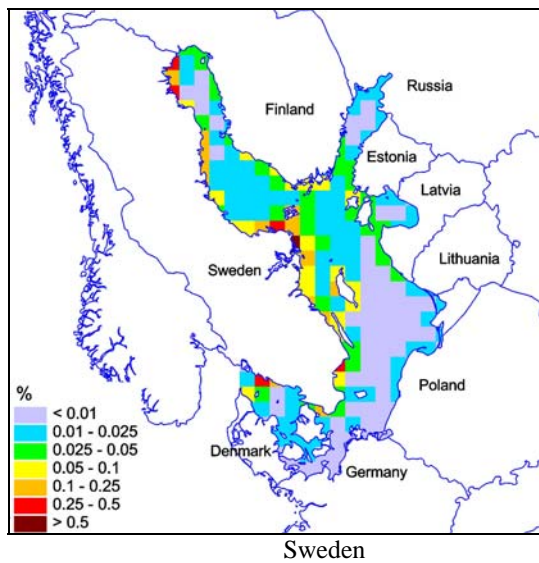 Finland
Russia
Estonia
Latvia
Lithuania
Sweden
Poland
Denmark
Germany
%
< 0.01
0.01 - 0.025
0.025 - 0.05
0.05 - 0.1
0.1 - 0.25
0.25 - 0.5
> 0.5
Sweden